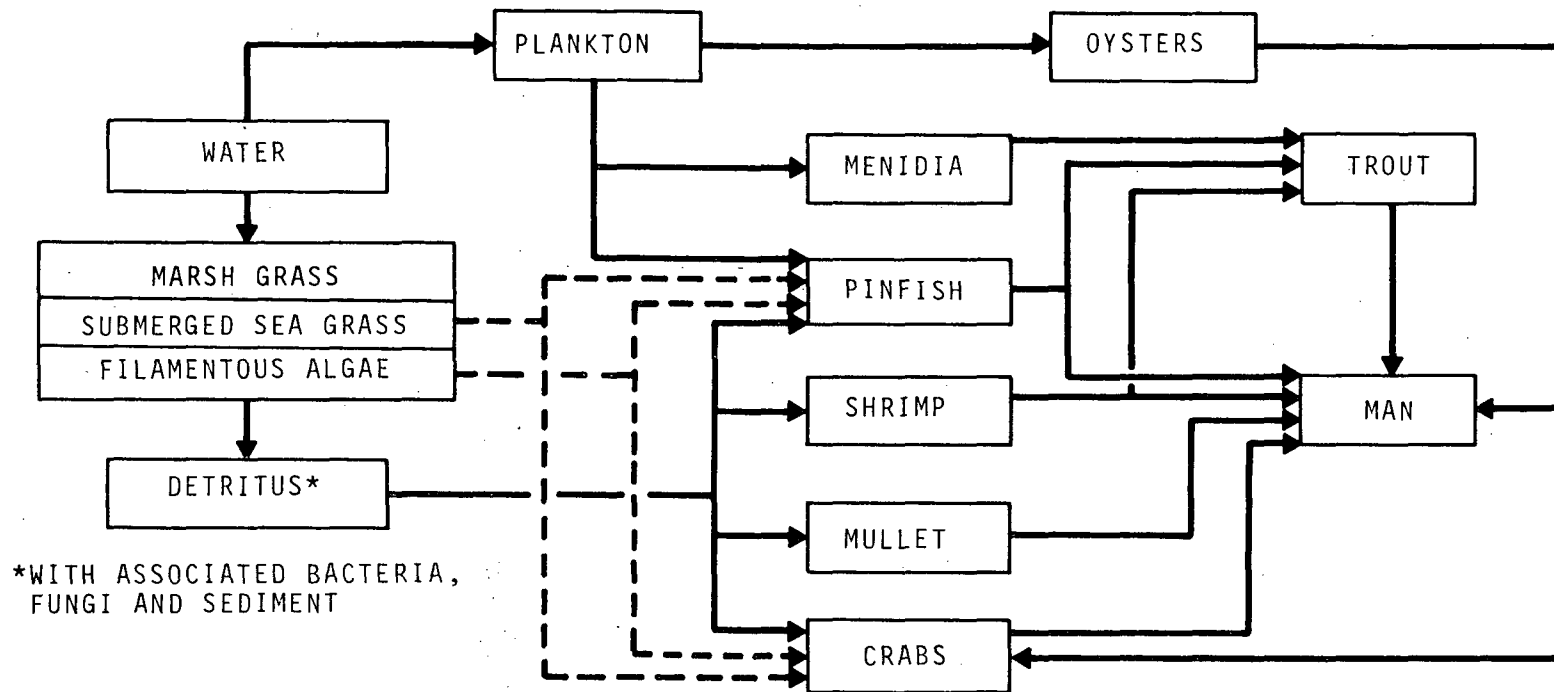 PLANKTON
OYSTERS
WATER
MENIDIA
TROUT
MARSH GRASS
SUBMERGED SEA GRASS
FILAMENTOUS ALGAE
PINFISH
SHRIMP
MAN
DETRITUS*
MULLET
*WITH ASSOCIATED BACTERIA,
FUNGI AND SEDIMENT
CRABS